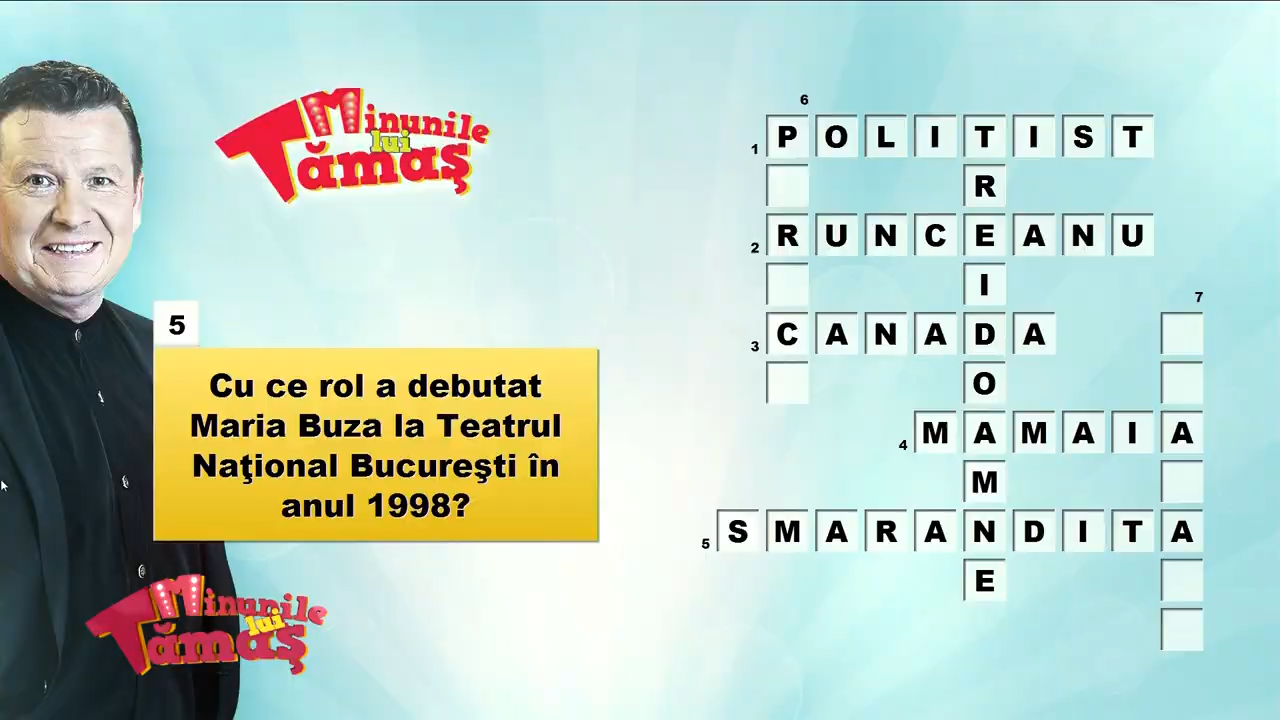 Minunile
lui
Tămaş
6
1 POLITIST
R
2 RUNCEANU
I
7
5
3 CANADA
Cu ce rol a debutat
Maria Buza la Teatrul
Naţional Bucureşti în
anul 1998?
O
4 MAMAIA
M
5 SMARANDITA
E
Minunile
lui
Tămaş